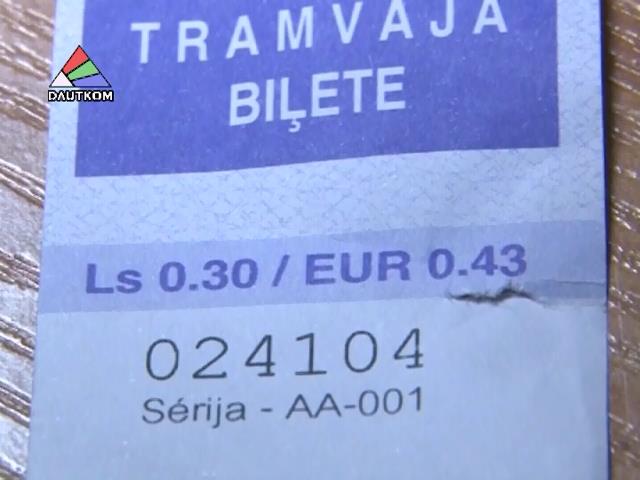 TRAMVAJA
BIĻETE
DAUTKOM
Ls 0.30 / EUR 0.43
024104
Sérija - AA-001